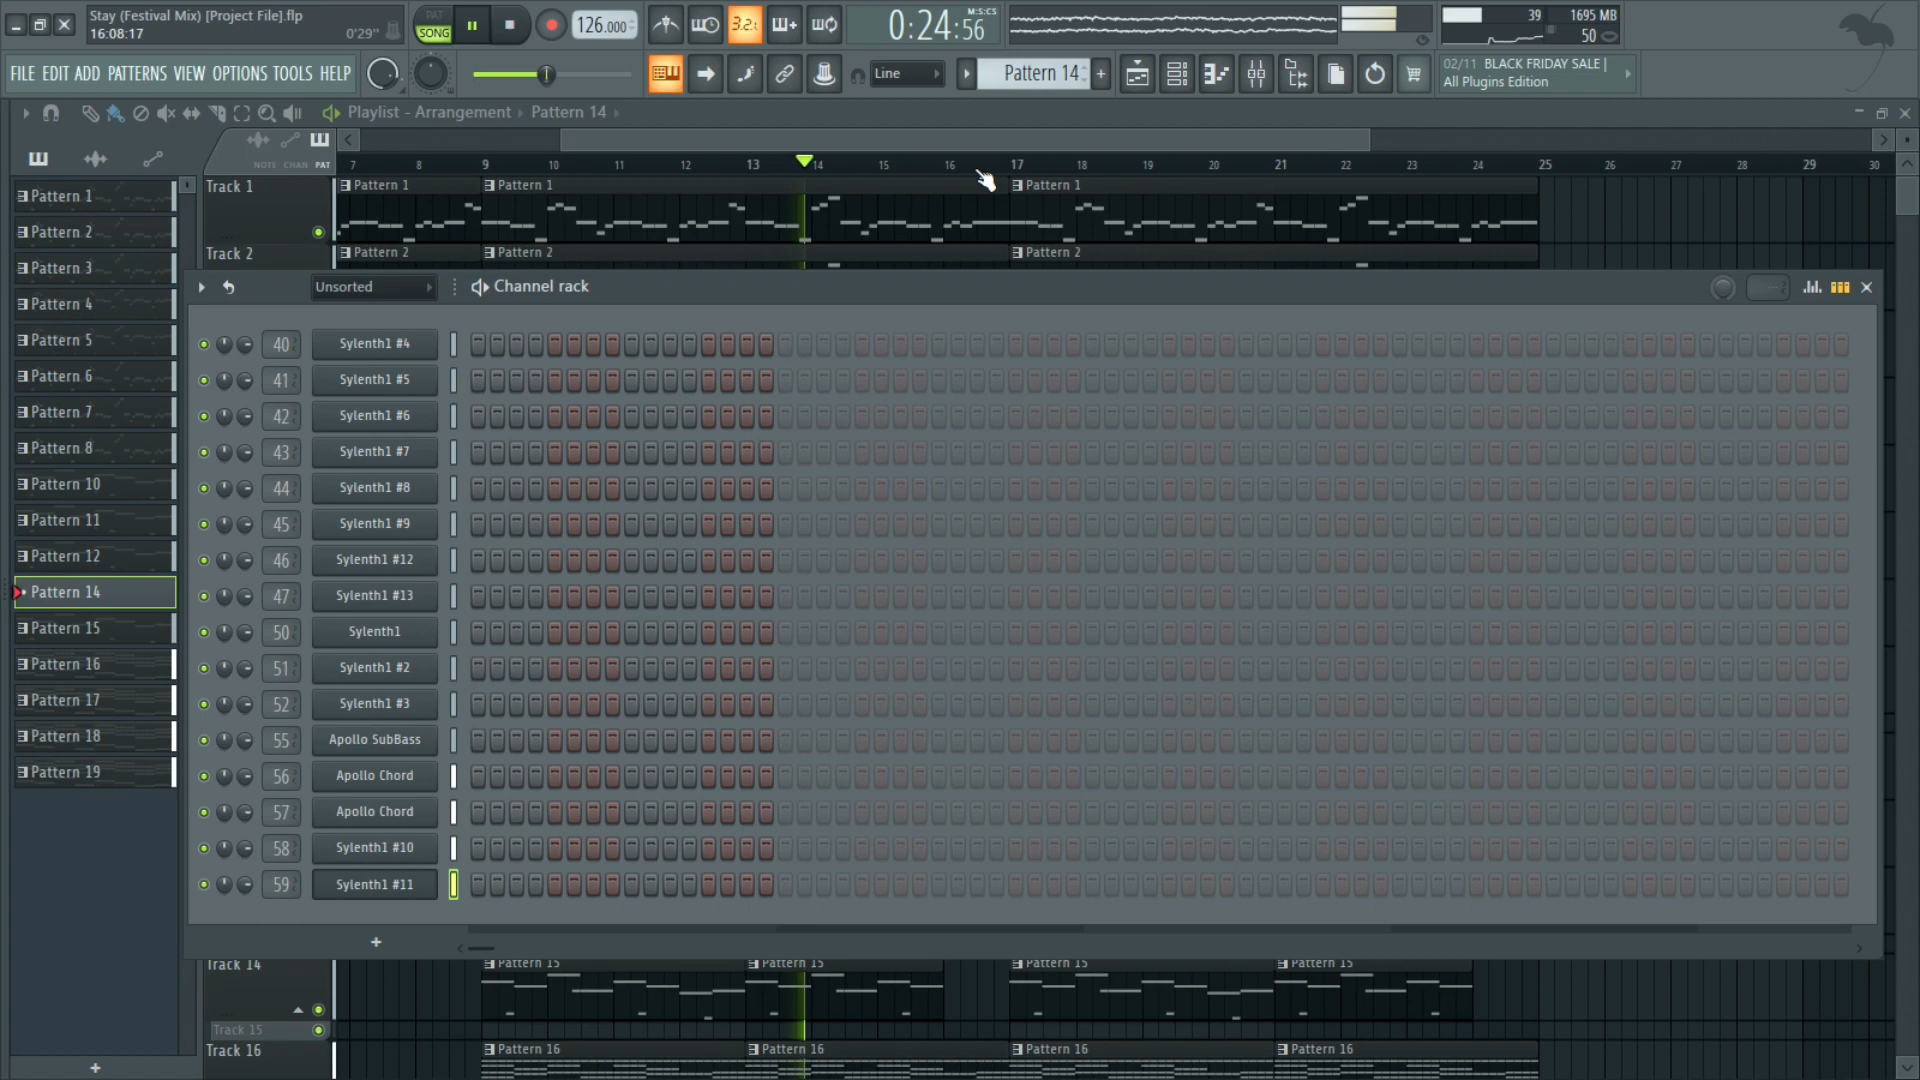 Stay (Festival Mix) [Project File].flp
16:08:17 0'29"
PAT
SONG
126.000
3.2.
0:24:56
M:S:CS
39 1695 MB
50
FILE EDIT ADD PATTERNS VIEW OPTIONS TOOLS HELP
Line
Pattern 14
02/11 BLACK FRIDAY SALE |
All Plugins Edition
Playlist - Arrangement › Pattern 14 ›
NOTE CHAN PAT
7 8 9 10 11 12 13 14 15 16 17 18 19 20 21 22 23 24 25 26 27 28 29 30
Track 1
Pattern 1 Pattern 1 Pattern 1
Track 2
Pattern 2 Pattern 2 Pattern 2
Pattern 1
Pattern 2
Pattern 3
Pattern 4
Pattern 5
Pattern 6
Pattern 7
Pattern 8
Pattern 10
Pattern 11
Pattern 12
Pattern 14
Pattern 15
Pattern 16
Pattern 17
Pattern 18
Pattern 19
Unsorted
Channel rack
40 Sylenth1 #4
41 Sylenth1 #5
42 Sylenth1 #6
43 Sylenth1 #7
44 Sylenth1 #8
45 Sylenth1 #9
46 Sylenth1 #12
47 Sylenth1 #13
50 Sylenth1
51 Sylenth1 #2
52 Sylenth1 #3
55 Apollo SubBass
56 Apollo Chord
57 Apollo Chord
58 Sylenth1 #10
59 Sylenth1 #11
Track 14
Pattern 15 Pattern 15 Pattern 15 Pattern 15
Track 15
Track 16
Pattern 16 Pattern 16 Pattern 16 Pattern 16